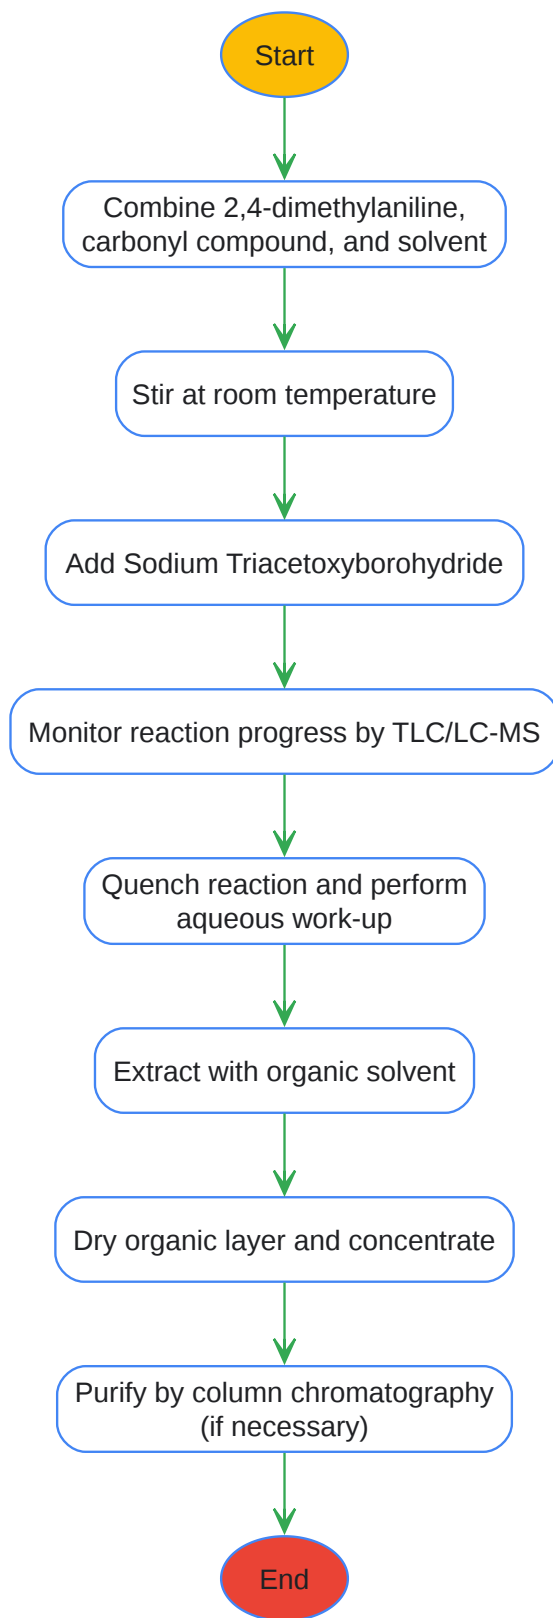 Start
Combine 2,4-dimethylaniline,
carbonyl compound, and solvent
Stir at room temperature
Add Sodium Triacetoxyborohydride
Monitor reaction progress by TLC/LC-MS
Quench reaction and perform
aqueous work-up
Extract with organic solvent
Dry organic layer and concentrate
Purify by column chromatography
(if necessary)
End